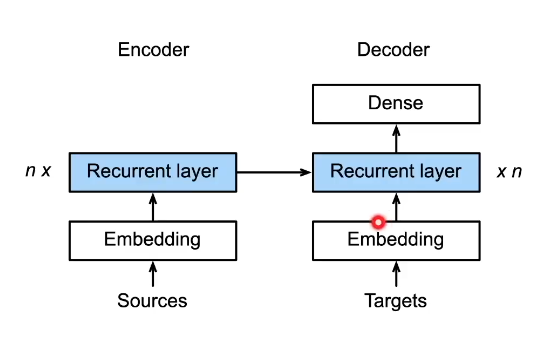 Encoder
Decoder
Dense
n x
Recurrent layer
Recurrent layer
x n
Embedding
Embedding
Sources
Targets